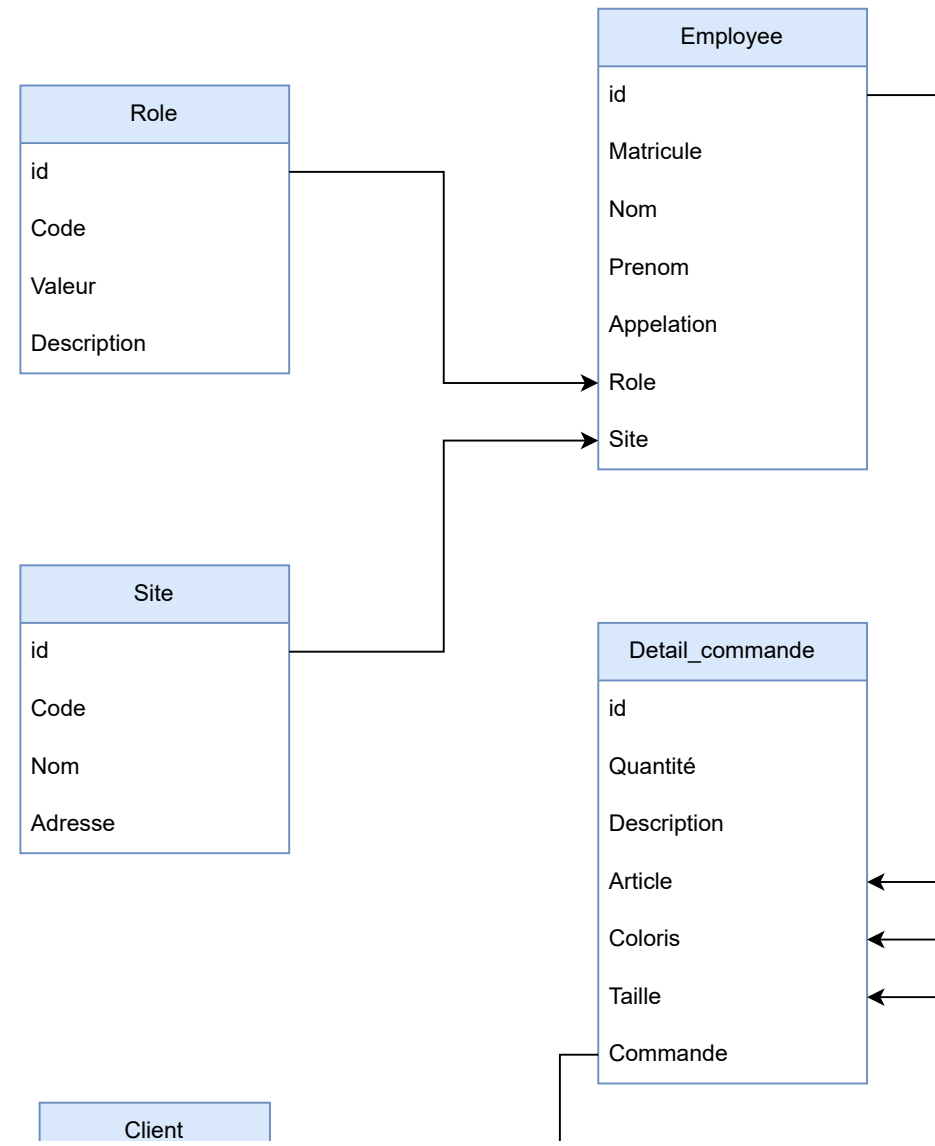 Employee
id
Matricule
Nom
Prenom
Appelation
Role
Site
Role
id
Code
Valeur
Description
Site
id
Code
Nom
Adresse
Detail_commande
id
Quantité
Description
Article
Coloris
Taille
Commande
Client